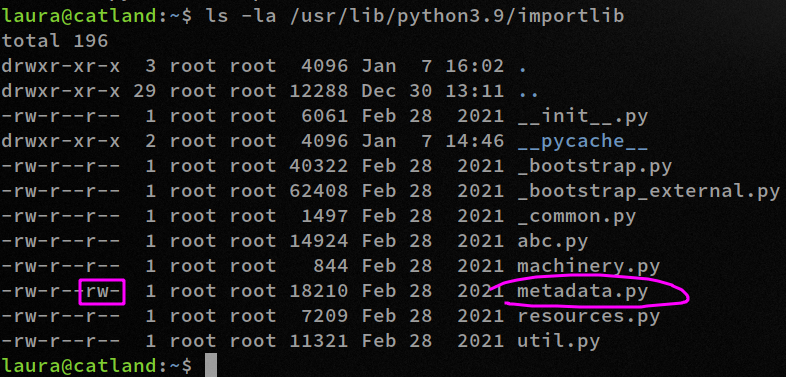 laura@catland:~$ ls -la /usr/lib/python3.9/importlib
total 196
drwxr-xr-x  3 root root  4096 Jan  7 16:02 .
drwxr-xr-x 29 root root 12288 Dec 30 13:11 ..
-rw-r--r--  1 root root  6061 Feb 28  2021 __init__.py
drwxr-xr-x  2 root root  4096 Jan  7 14:46 __pycache__
-rw-r--r--  1 root root 40322 Feb 28  2021 _bootstrap.py
-rw-r--r--  1 root root 62408 Feb 28  2021 _bootstrap_external.py
-rw-r--r--  1 root root  1497 Feb 28  2021 _common.py
-rw-r--r--  1 root root 14924 Feb 28  2021 abc.py
-rw-r--r--  1 root root   844 Feb 28  2021 machinery.py
-rw-r--rw-  1 root root 18210 Feb 28  2021 metadata.py
-rw-r--r--  1 root root  7209 Feb 28  2021 resources.py
-rw-r--r--  1 root root 11321 Feb 28  2021 util.py
laura@catland:~$